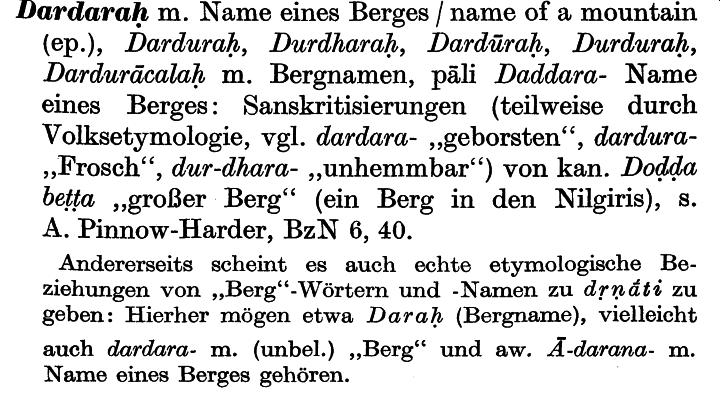 Dardaraḥ m. Name eines Berges / name of a mountain
(ep.), Darduraḥ, Durdharaḥ, Dardūraḥ, Durduraḥ,
Dardurācalaḥ m. Bergnamen, pāli Daddara- Name
eines Berges: Sanskritisierungen (teilweise durch
Volksetymologie, vgl. dardara- „geborsten“, dardura-
„Frosch“, dur-dhara- „unhemmbar“) von kan. Doḍḍa
beṭṭa „großer Berg“ (ein Berg in den Nilgiris), s.
A. Pinnow-Harder, BzN 6, 40.
Andererseits scheint es auch echte etymologische Be-
ziehungen von „Berg“-Wörtern und -Namen zu dṛṇā́ti zu
geben: Hierher mögen etwa Daraḥ (Bergname), vielleicht
auch dardara- m. (unbel.) „Berg“ und aw. Ā-darana- m.
Name eines Berges gehören.